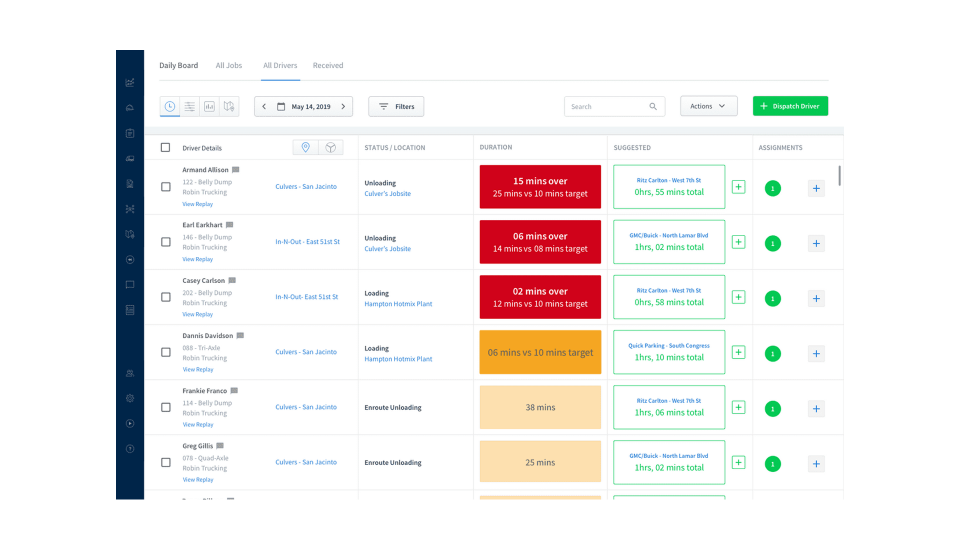 Daily Board All Jobs All Drivers Received
May 14, 2019 Filters Search Actions Dispatch Driver
Driver Details STATUS / LOCATION DURATION SUGGESTED ASSIGNMENTS
Armand Allison
122 - Belly Dump
Robin Trucking
View Replay
Culvers - San Jacinto
Unloading
Culver's Jobsite
15 mins over
25 mins vs 10 mins target
Ritz Carlton - West 7th St
0hrs, 55 mins total
1
Earl Earkhart
146 - Belly Dump
Robin Trucking
View Replay
In-N-Out - East 51st St
Unloading
Culver's Jobsite
06 mins over
14 mins vs 08 mins target
GMC/Buick - North Lamar Blvd
1hrs, 02 mins total
1
Casey Carlson
202 - Belly Dump
Robin Trucking
View Replay
In-N-Out- East 51st St
Loading
Hampton Hotmix Plant
02 mins over
12 mins vs 10 mins target
Ritz Carlton - West 7th St
0hrs, 58 mins total
1
Dannis Davidson
088 - Tri-Axle
Robin Trucking
View Replay
Culvers - San Jacinto
Loading
Hampton Hotmix Plant
06 mins vs 10 mins target
Quick Parking - South Congress
1hrs, 10 mins total
1
Frankie Franco
114 - Belly Dump
Robin Trucking
View Replay
Culvers - San Jacinto
Enroute Unloading
38 mins
Ritz Carlton - West 7th St
1hrs, 06 mins total
1
Greg Gillis
078 - Quad-Axle
Robin Trucking
View Replay
Culvers - San Jacinto
Enroute Unloading
25 mins
GMC/Buick - North Lamar Blvd
1hrs, 02 mins total
1